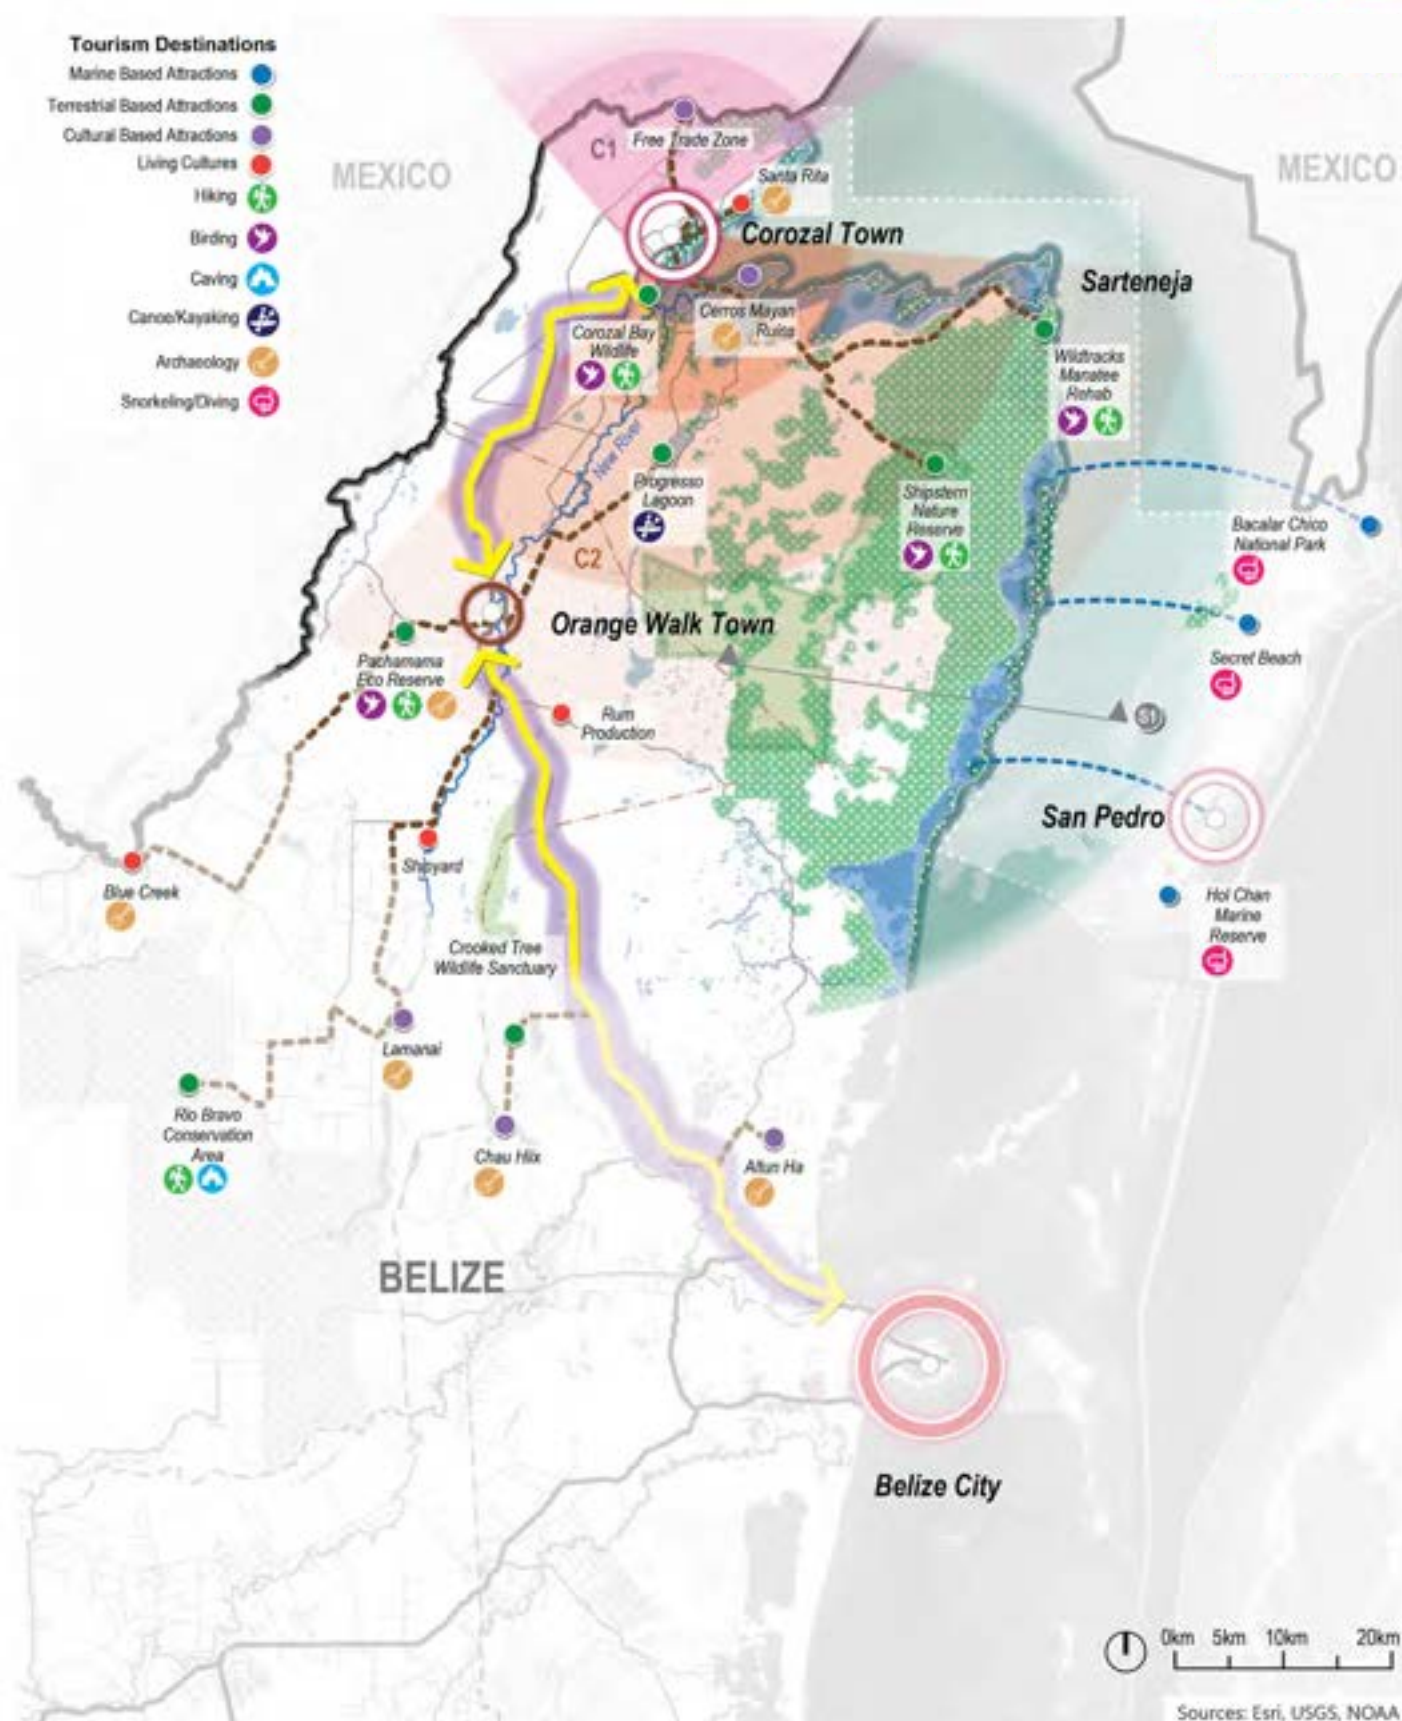 Tourism Destinations
Marine Based Attractions
Terrestrial Based Attractions
Cultural Based Attractions
Living Cultures
Hiking
Birding
Caving
Canoe/Kayaking
Archaeology
Snorkeling/Diving
MEXICO
MEXICO
C1
Free Trade Zone
Santa Rita
Corozal Town
Sarteneja
Cerros Mayan
Ruins
Corozal Bay
Wildlife
Wildtracks
Manatee
Rehab
New River
Progresso
Lagoon
Shipstern
Nature
Reserve
Bacalar Chico
National Park
C2
Orange Walk Town
Pachamama
Eco Reserve
Secret Beach
Rum
Production
S1
San Pedro
Shipyard
Blue Creek
Hol Chan
Marine
Reserve
Crooked Tree
Wildlife Sanctuary
Lamanai
Rio Bravo
Conservation
Area
Chau Hiix
Altun Ha
BELIZE
Belize City
0km 5km 10km 20km
Sources: Esri, USGS, NOAA